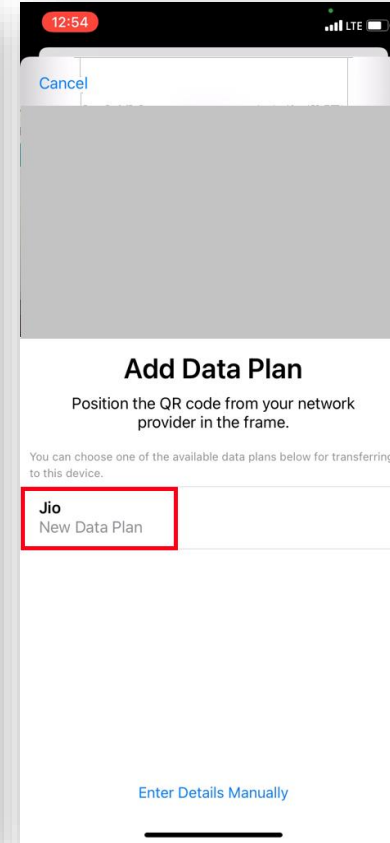 12:54
LTE
Cancel
Add Data Plan
Position the QR code from your network
provider in the frame.
You can choose one of the available data plans below for transferring
to this device.
Jio
New Data Plan
Enter Details Manually